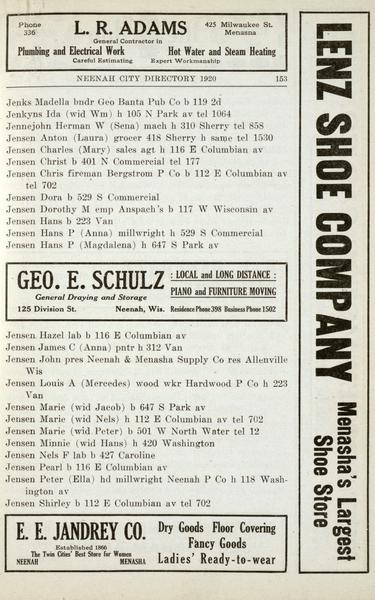 Phone
336
L. R. ADAMS
425 Milwaukee St.
Menasna
General Contractor in
Plumbing and Electrical Work Hot Water and Steam Heating
Careful Estimating Expert Workmanship
NEENAH CITY DIRECTORY 1920 153
Jenks Madella bndr Geo Banta Pub Co b 119 2d
Jenkyns Ida (wid Wm) h 105 N Park av tel 1064
Jennejohn Herman W (Sena) mach h 310 Sherry tel 858
Jensen Anton (Laura) grocer 418 Sherry h same tel 1530
Jensen Charles (Mary) sales agt h 116 E Columbian av
Jensen Christ b 401 N Commercial tel 177
Jensen Chris fireman Bergstrom P Co b 112 E Columbian av
tel 702
Jensen Dora b 529 S Commercial
Jensen Dorothy M emp Anspach's b 117 W Wisconsin av
Jensen Hans b 223 Van
Jensen Hans P (Anna) millwright h 529 S Commercial
Jensen Hans P (Magdalena) h 647 S Park av
GEO. E. SCHULZ
General Draying and Storage
125 Division St. Neenah, Wis.
: LOCAL and LONG DISTANCE :
PIANO and FURNITURE MOVING
Residence Phone 398 Business Phone 1502
Jensen Hazel lab b 116 E Columbian av
Jensen James C (Anna) pntr h 312 Van
Jensen John pres Neenah & Menasha Supply Co res Allenville
Wis
Jensen Louis A (Mercedes) wood wkr Hardwood P Co h 223
Van
Jensen Marie (wid Jacob) b 647 S Park av
Jensen Marie (wid Nels) h 112 E Columbian av tel 702
Jensen Marie (wid Peter) b 501 W North Water tel 12
Jensen Minnie (wid Hans) h 420 Washington
Jensen Nels F lab b 427 Caroline
Jensen Pearl b 116 E Columbian av
Jensen Peter (Ella) hd millwright Neenah P Co h 118 Wash-
ington av
Jensen Shirley b 112 E Columbian av tel 702
E. E. JANDREY CO.
Established 1866
The Twin Cities' Best Store for Women
NEENAH MENASHA
Dry Goods Floor Covering
Fancy Goods
Ladies' Ready-to-wear
LENZ SHOE COMPANY
Menasha's Largest
Shoe Store